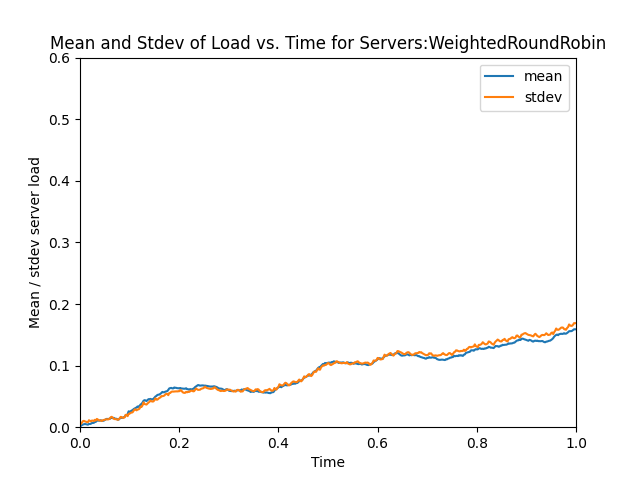 Mean and Stdev of Load vs. Time for Servers:WeightedRoundRobin
0.6
mean
stdev
0.5
0.4
0.3
0.2
0.1
0.0
Mean / stdev server load
0.0 0.2 0.4 0.6 0.8 1.0
Time